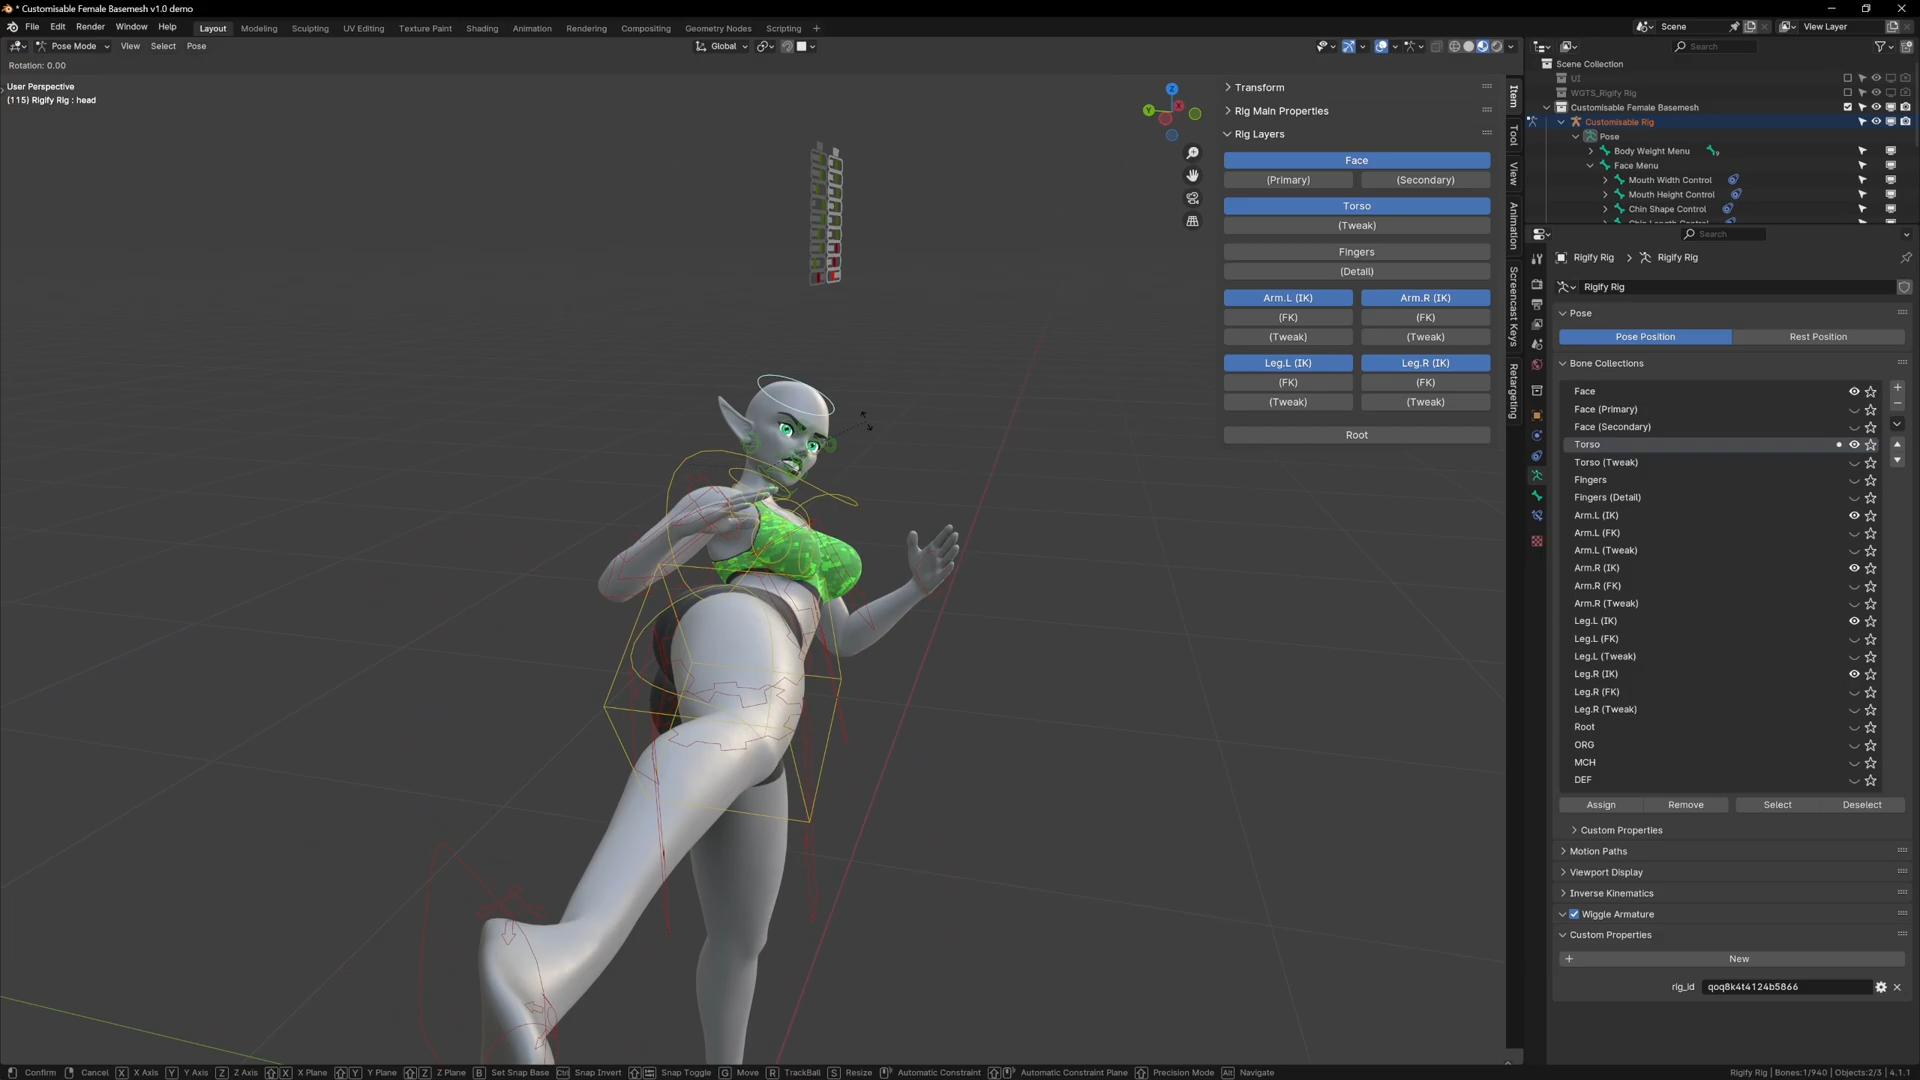 * Customisable Female Basemesh v1.0 demo
File Edit Render Window Help
Layout Modeling Sculpting UV Editing Texture Paint Shading Animation Rendering Compositing Geometry Nodes Scripting
Scene
View Layer
Pose Mode View Select Pose
Global
Search
Rotation: 0.00
User Perspective
(115) Rigify Rig : head
Z
Y
X
Transform
Rig Main Properties
Rig Layers
Face
(Primary) (Secondary)
Torso
(Tweak)
Fingers
(Detail)
Arm.L (IK) Arm.R (IK)
(FK) (FK)
(Tweak) (Tweak)
Leg.L (IK) Leg.R (IK)
(FK) (FK)
(Tweak) (Tweak)
Root
Item
Tool
View
Animation
Screencast Keys
Retargeting
Scene Collection
UI
WGTS_Rigify Rig
Customisable Female Basemesh
Customisable Rig
Pose
Body Weight Menu
Face Menu
Mouth Width Control
Mouth Height Control
Chin Shape Control
Chin Length Control
Search
Rigify Rig Rigify Rig
Rigify Rig
Pose
Pose Position Rest Position
Bone Collections
Face
Face (Primary)
Face (Secondary)
Torso
Torso (Tweak)
Fingers
Fingers (Detail)
Arm.L (IK)
Arm.L (FK)
Arm.L (Tweak)
Arm.R (IK)
Arm.R (FK)
Arm.R (Tweak)
Leg.L (IK)
Leg.L (FK)
Leg.L (Tweak)
Leg.R (IK)
Leg.R (FK)
Leg.R (Tweak)
Root
ORG
MCH
DEF
Assign Remove Select Deselect
Custom Properties
Motion Paths
Viewport Display
Inverse Kinematics
Wiggle Armature
Custom Properties
New
rig_id qoq8k4t4124b5866
Confirm Cancel X X Axis Y Y Axis Z Z Axis X X Plane Y Y Plane Z Z Plane B Set Snap Base Ctrl Snap Invert Snap Toggle G Move R TrackBall S Resize Automatic Constraint Automatic Constraint Plane Precision Mode Alt Navigate
Rigify Rig | Bones:1/940 | Objects:2/3 | 4.1.1